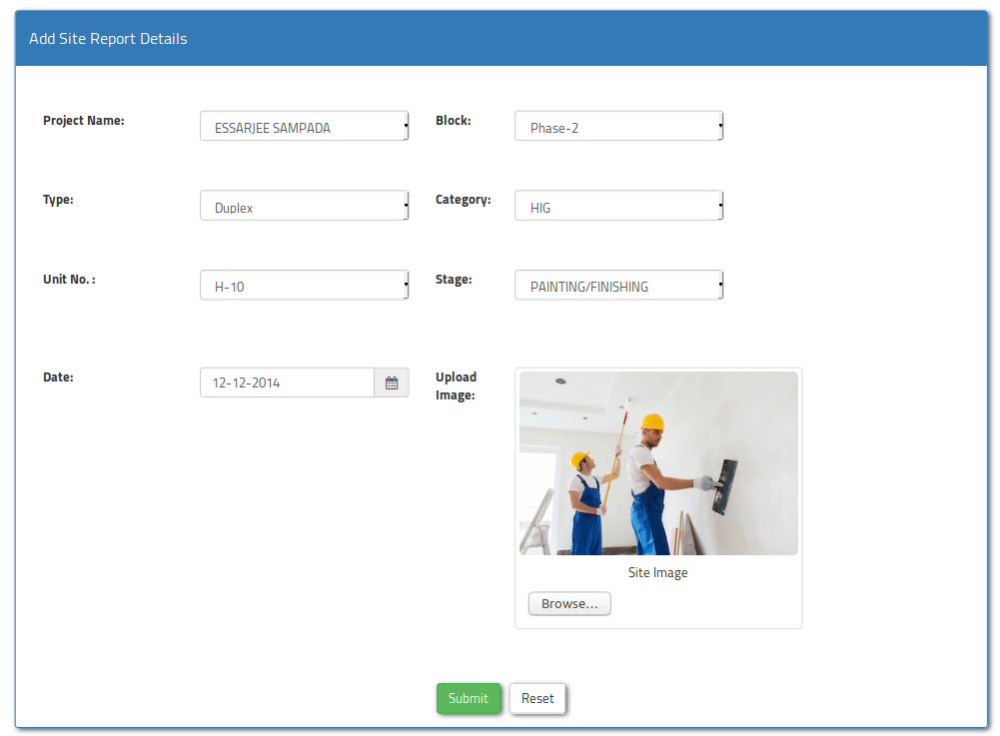 Add Site Report Details
Project Name: ESSARJEE SAMPADA Block: Phase-2
Type: Duplex Category: HIG
Unit No. : H-10 Stage: PAINTING/FINISHING
Date: 12-12-2014 Upload
Image:
Site Image
Browse...
Submit Reset